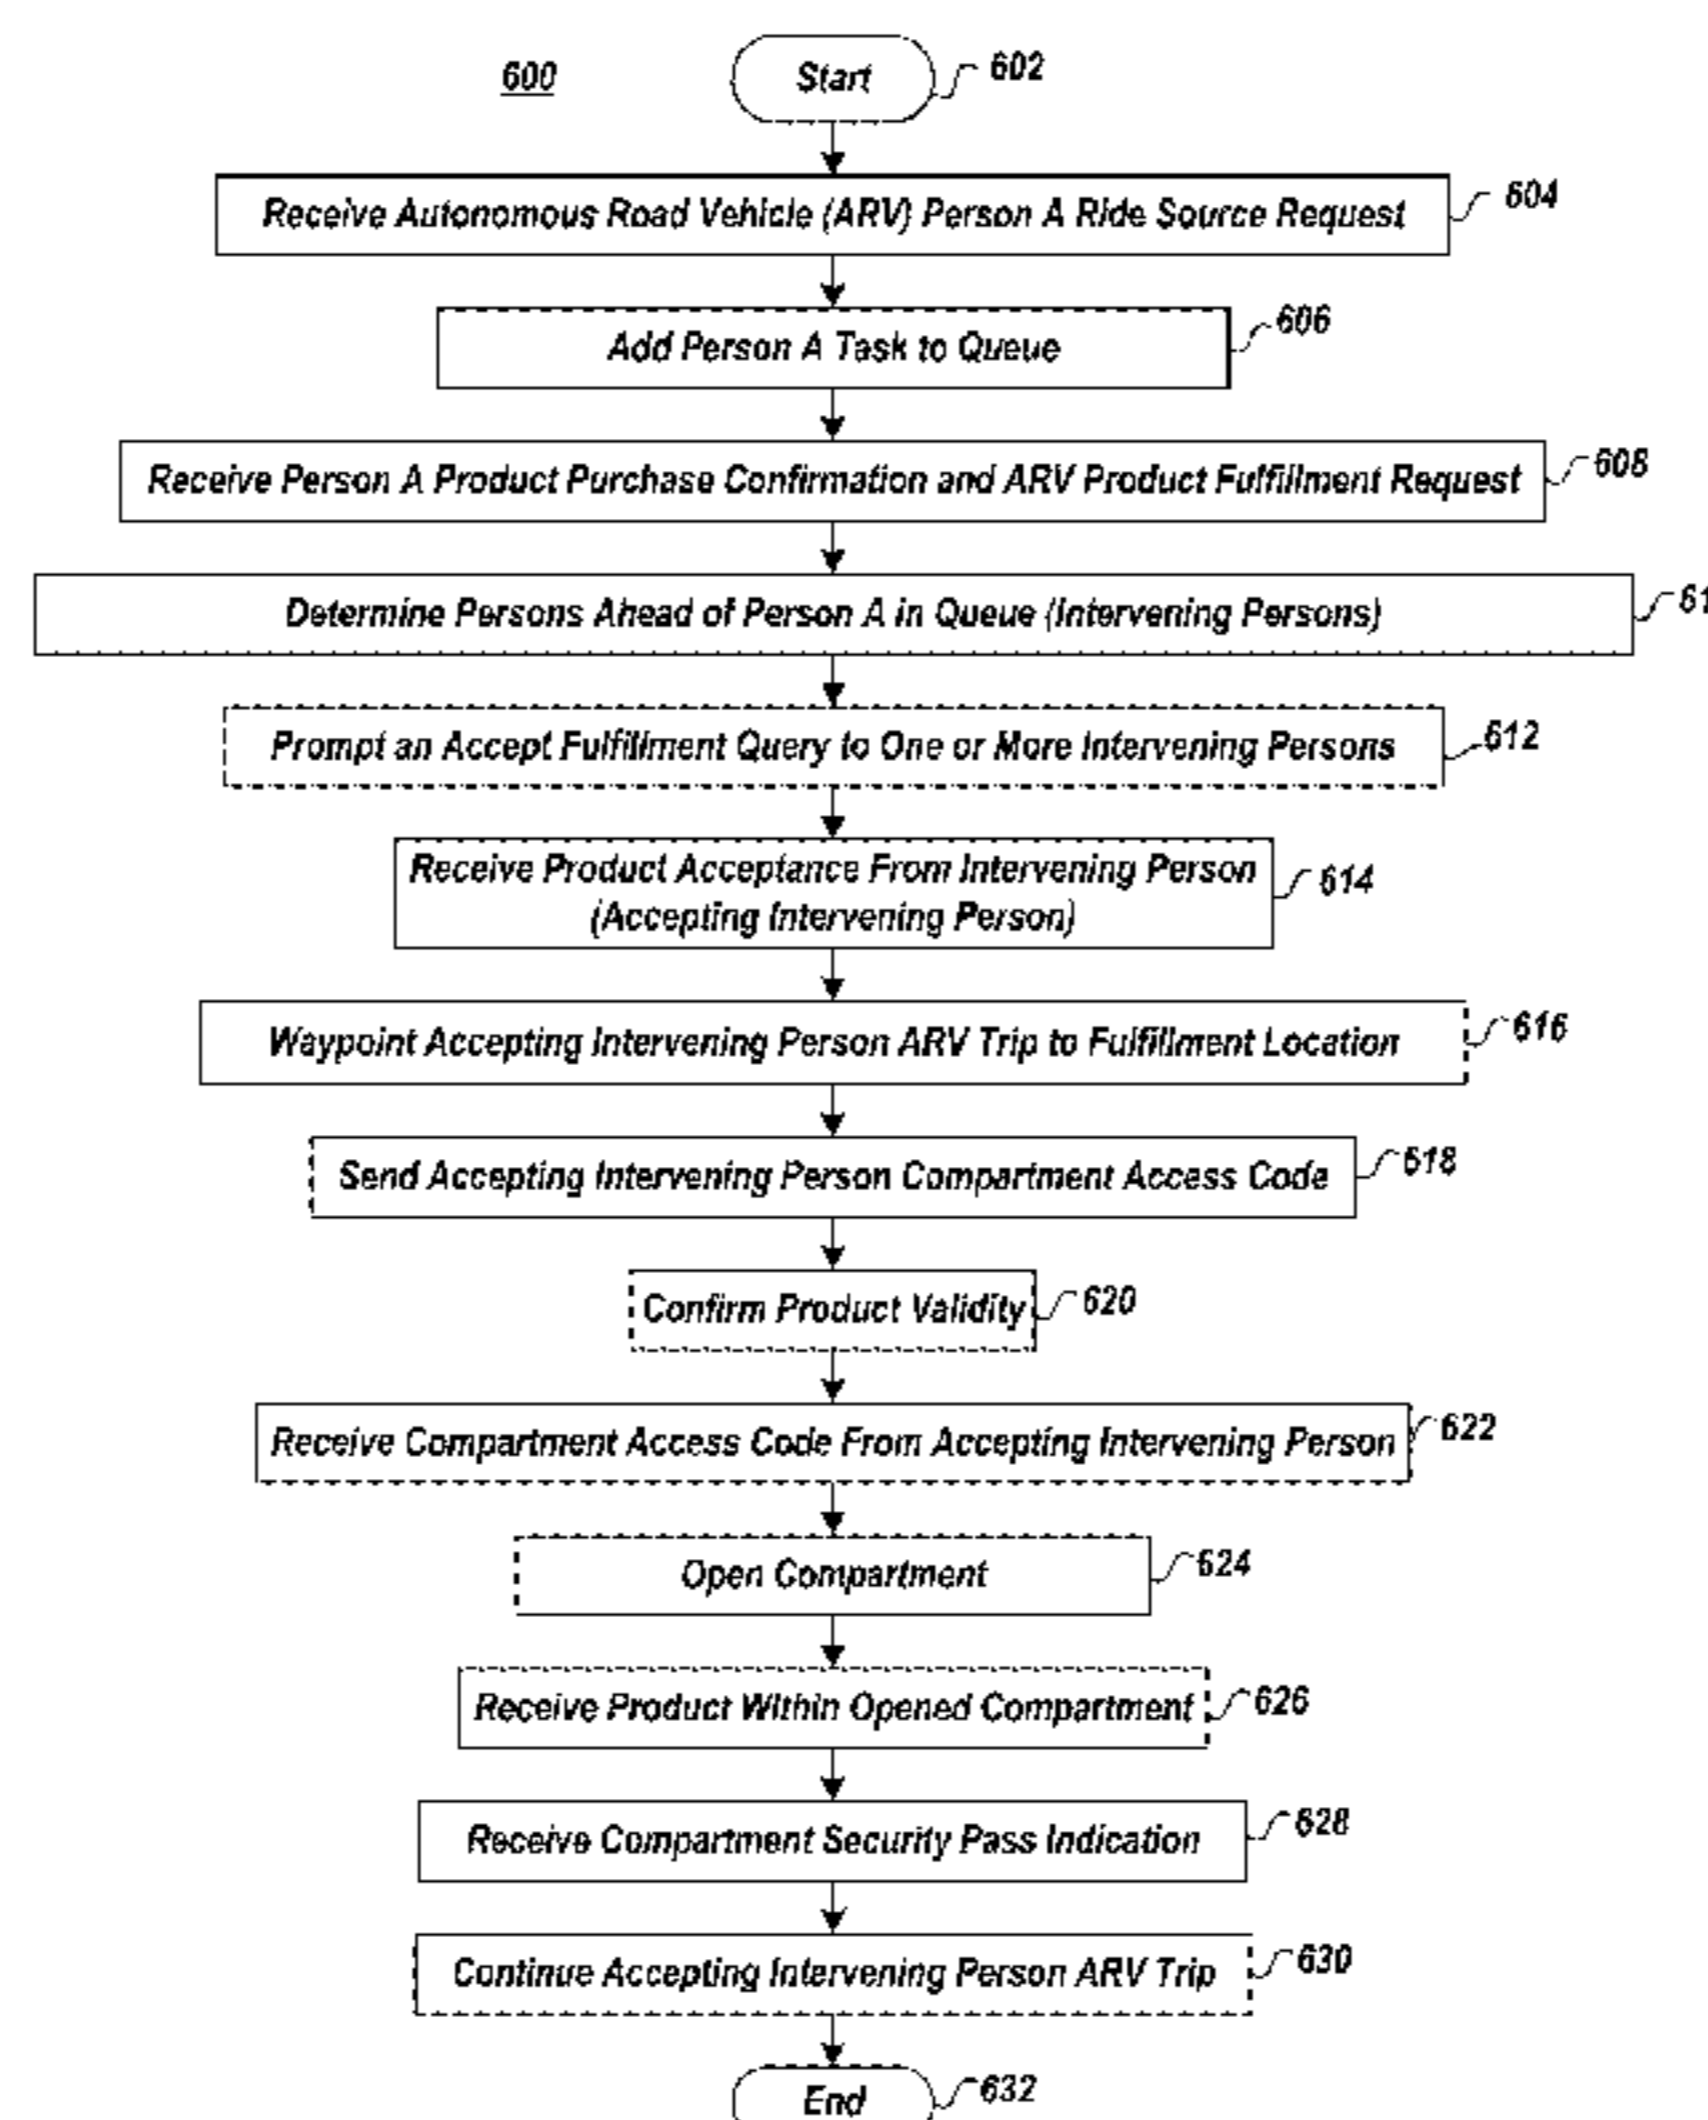 600
Start
602
Receive Autonomous Road Vehicle (ARV) Person A Ride Source Request
604
Add Person A Task to Queue
606
Receive Person A Product Purchase Confirmation and ARV Product Fulfillment Request
608
Determine Persons Ahead of Person A in Queue (Intervening Persons)
61
Prompt an Accept Fulfillment Query to One or More Intervening Persons
612
Receive Product Acceptance From Intervening Person
(Accepting Intervening Person)
614
Waypoint Accepting Intervening Person ARV Trip to Fulfillment Location
616
Send Accepting Intervening Person Compartment Access Code
618
Confirm Product Validity
620
Receive Compartment Access Code From Accepting Intervening Person
622
Open Compartment
624
Receive Product Within Opened Compartment
626
Receive Compartment Security Pass Indication
628
Continue Accepting Intervening Person ARV Trip
630
End
632